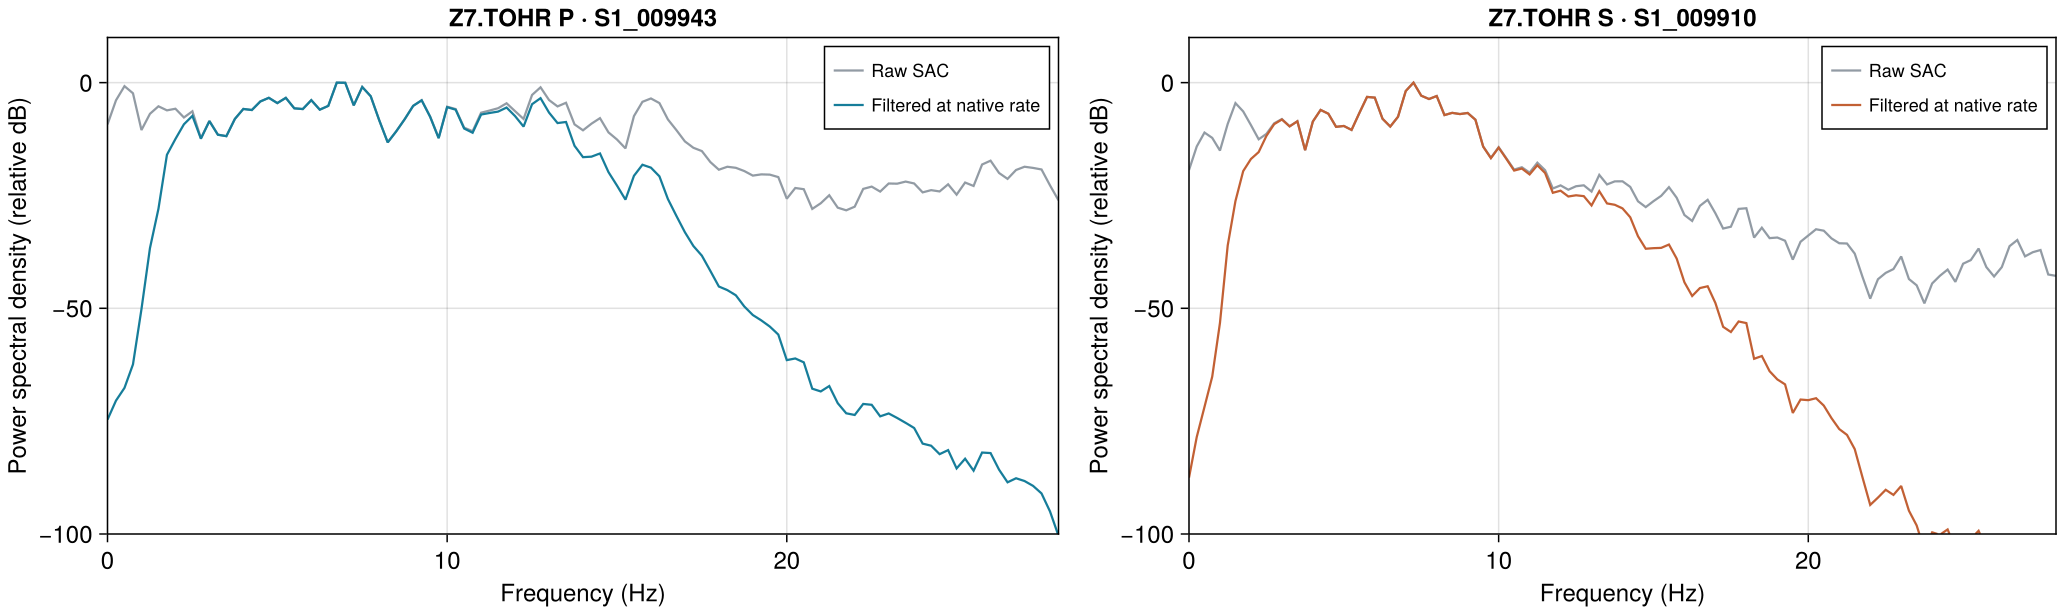 Z7.TOHR P · S1_009943
Raw SAC
Filtered at native rate
Power spectral density (relative dB)
0
−50
−100
0
10
20
Frequency (Hz)
Z7.TOHR S · S1_009910
Raw SAC
Filtered at native rate
Power spectral density (relative dB)
0
−50
−100
0
10
20
Frequency (Hz)